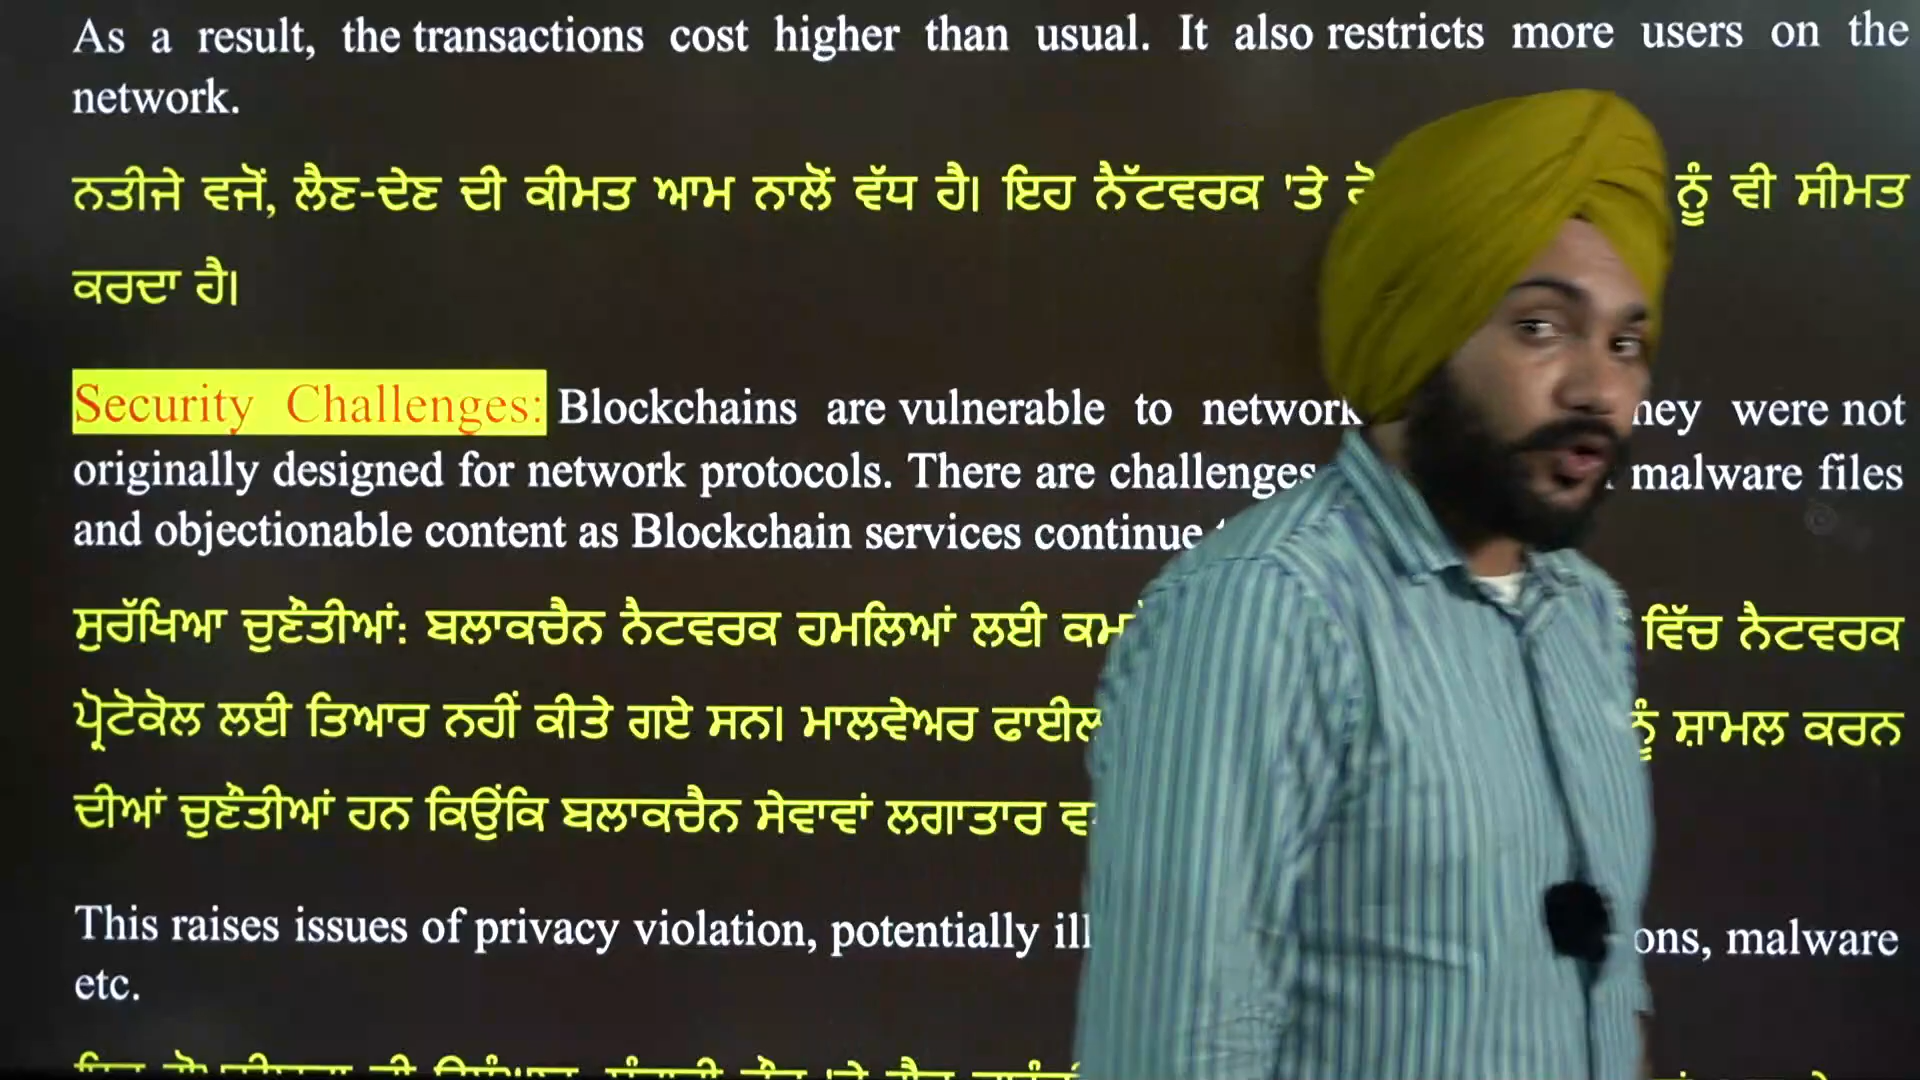 As a result, the transactions cost higher than usual. It also restricts more users on the
network.
ਨਤੀਜੇ ਵਜੋਂ, ਲੈਣ-ਦੇਣ ਦੀ ਕੀਮਤ ਆਮ ਨਾਲੋਂ ਵੱਧ ਹੈ। ਇਹ ਨੈੱਟਵਰਕ 'ਤੇ ਨੂੰ ਵੀ ਸੀਮਤ
ਕਰਦਾ ਹੈ।
Security Challenges: Blockchains are vulnerable to network were not
originally designed for network protocols. There are challenges malware files
and objectionable content as Blockchain services continue
ਸੁਰੱਖਿਆ ਚੁਣੌਤੀਆਂ: ਬਲਾਕਚੈਨ ਨੈਟਵਰਕ ਹਮਲਿਆਂ ਲਈ ਵਿੱਚ ਨੈਟਵਰਕ
ਪ੍ਰੋਟੋਕੋਲ ਲਈ ਤਿਆਰ ਨਹੀਂ ਕੀਤੇ ਗਏ ਸਨ। ਮਾਲਵੇਅਰ ਸ਼ਾਮਲ ਕਰਨ
ਦੀਆਂ ਚੁਣੌਤੀਆਂ ਹਨ ਕਿਉਂਕਿ ਬਲਾਕਚੈਨ ਸੇਵਾਵਾਂ ਲਗਾਤਾਰ
This raises issues of privacy violation, potentially malware
etc.